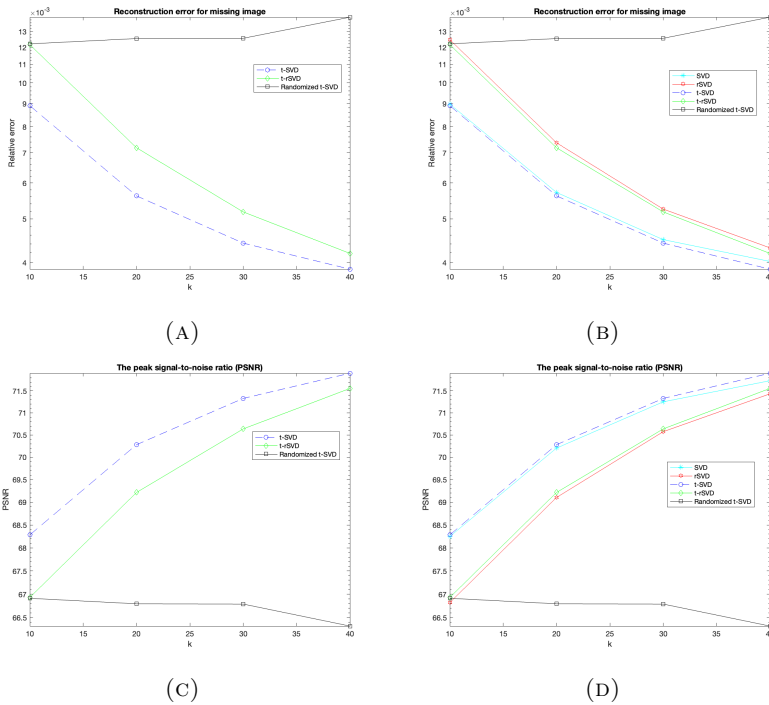 Reconstruction error for missing image
×10⁻³
13
12
11
10
9
8
7
6
5
4
Relative error
t-SVD
t-rSVD
Randomized t-SVD
10 15 20 25 30 35 40
k
(A)
Reconstruction error for missing image
×10⁻³
13
12
11
10
9
8
7
6
5
4
Relative error
SVD
rSVD
t-SVD
t-rSVD
Randomized t-SVD
10 15 20 25 30 35 40
k
(B)
The peak signal-to-noise ratio (PSNR)
71.5
71
70.5
70
69.5
69
68.5
68
67.5
67
66.5
PSNR
t-SVD
t-rSVD
Randomized t-SVD
10 15 20 25 30 35 40
k
(C)
The peak signal-to-noise ratio (PSNR)
71.5
71
70.5
70
69.5
69
68.5
68
67.5
67
66.5
PSNR
SVD
rSVD
t-SVD
t-rSVD
Randomized t-SVD
10 15 20 25 30 35 40
k
(D)